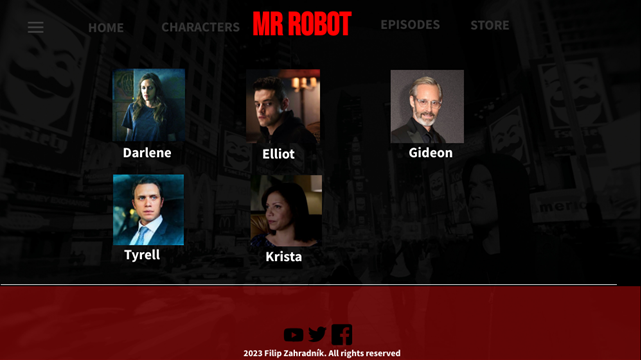 HOME CHARACTERS MR ROBOT EPISODES STORE
Darlene Elliot Gideon
Tyrell Krista
2023 Filip Zahradník. All rights reserved